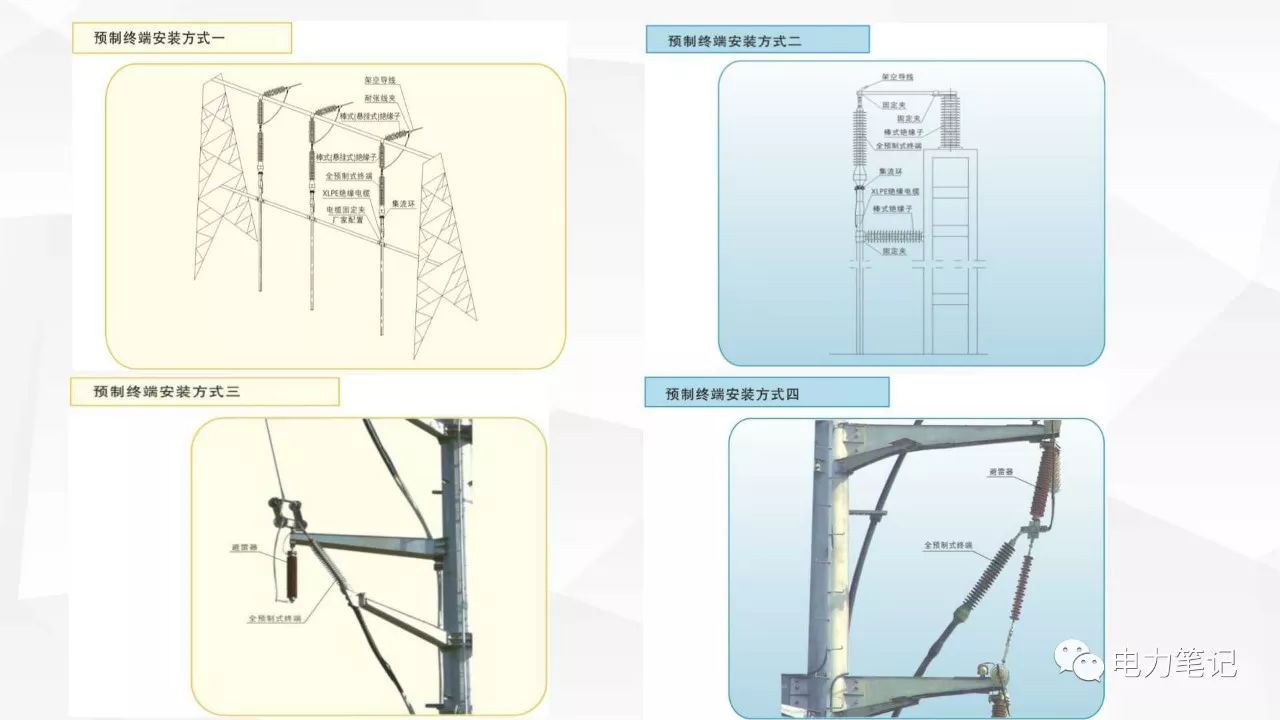 预制终端安装方式一
架空导线
耐张线夹
棒式(悬挂式)绝缘子
棒式(悬挂式)绝缘子
全预制式终端
XLPE绝缘电缆
电缆固定夹
厂家配置
集流环
预制终端安装方式二
架空导线
固定夹
固定夹
棒式绝缘子
全预制式终端
集流环
XLPE绝缘电缆
棒式绝缘子
固定夹
预制终端安装方式三
避雷器
全预制式终端
预制终端安装方式四
避雷器
全预制式终端
电力笔记